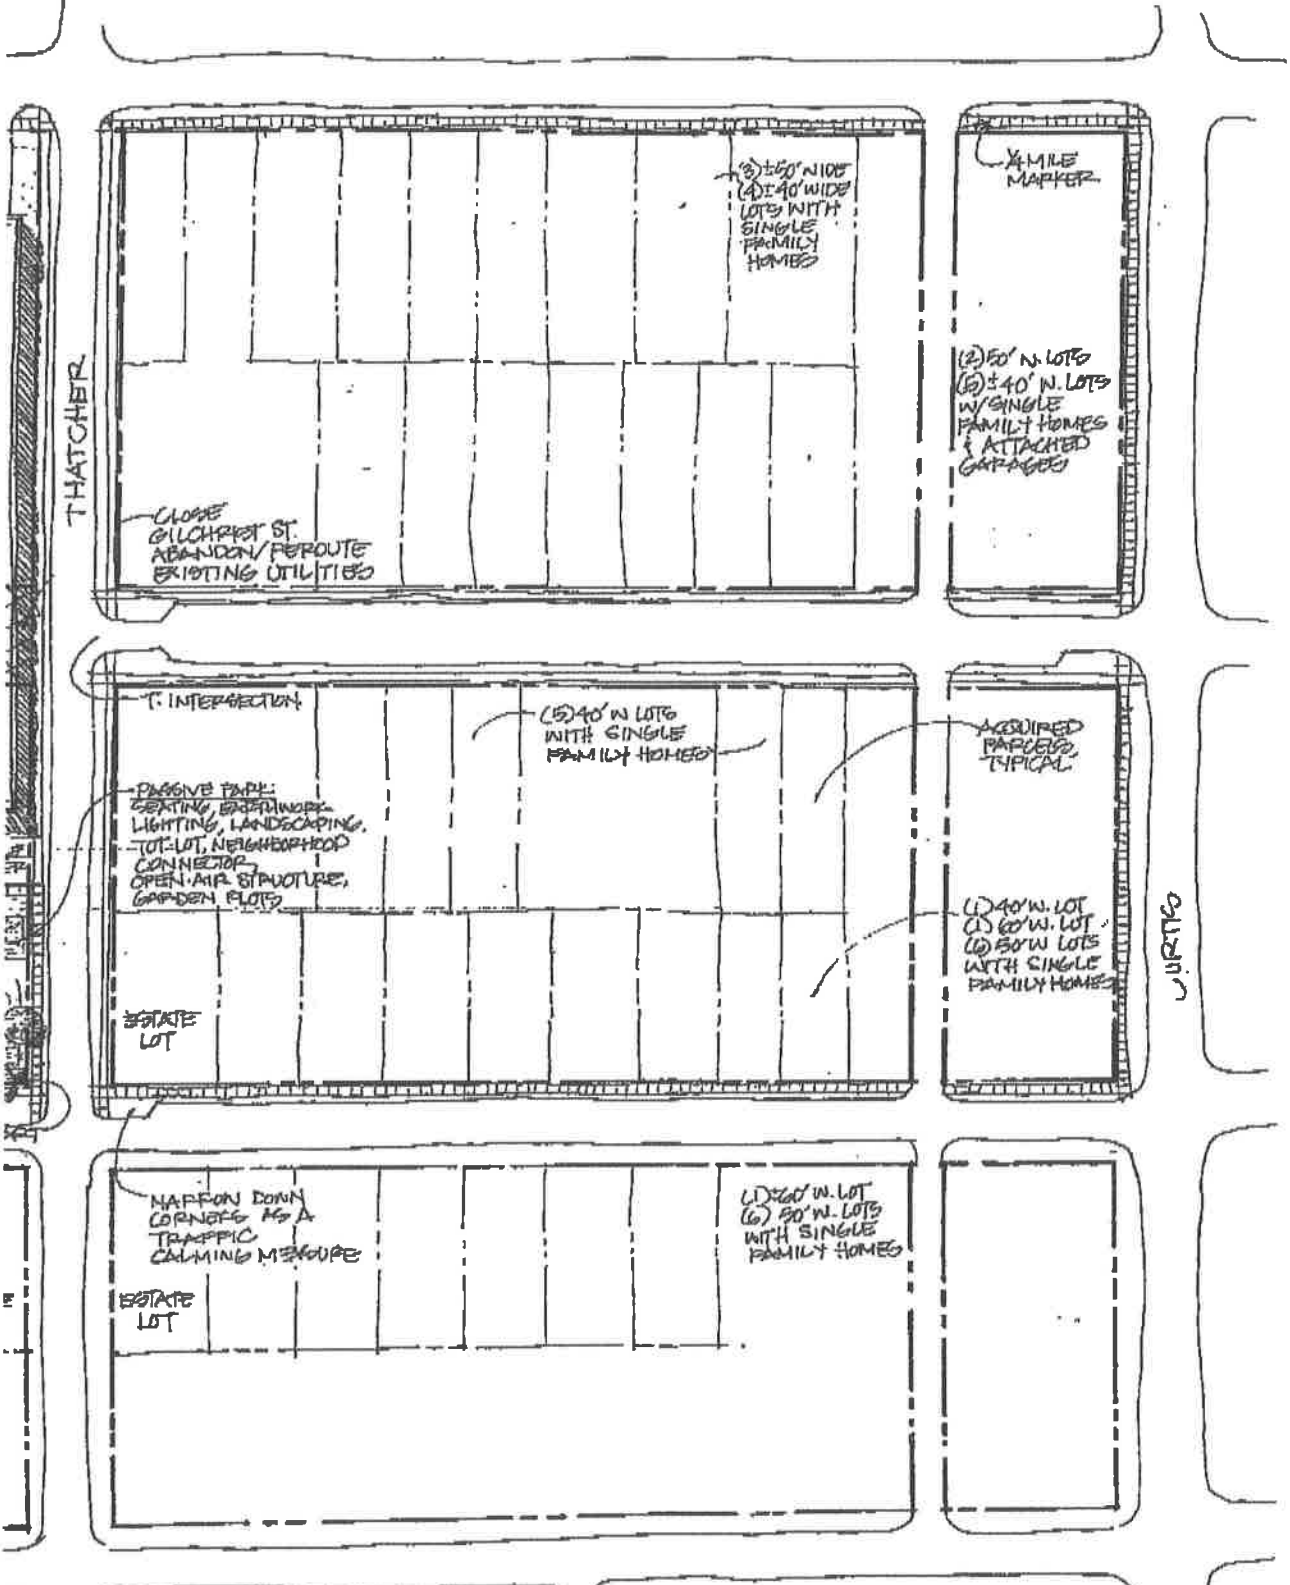 (3) ±50' WIDE
(4) ±40' WIDE
LOTS WITH
SINGLE
FAMILY
HOMES
1/4 MILE
MARKER
THATCHER
(2) 50' W. LOTS
(5) ±40' W. LOTS
W/SINGLE
FAMILY HOMES
& ATTACHED
GARAGES
CLOSE
GILCHRIST ST.
ABANDON/REROUTE
EXISTING UTILITIES
T. INTERSECTION
(5) 40' W LOTS
WITH SINGLE
FAMILY HOMES
ACQUIRED
PARCELS,
TYPICAL
PASSIVE PARK:
SEATING, EARTHWORK
LIGHTING, LANDSCAPING,
TOT-LOT, NEIGHBORHOOD
CONNECTOR,
OPEN-AIR STRUCTURE,
GARDEN PLOTS
(1) 40' W. LOT
(1) 60' W. LOT
(6) 50' W LOTS
WITH SINGLE
FAMILY HOMES
CURTIS
ESTATE
LOT
NARROW DOWN
CORNERS AS A
TRAFFIC
CALMING MEASURE
(1) ±60' W. LOT
(6) 50' W. LOTS
WITH SINGLE
FAMILY HOMES
ESTATE
LOT